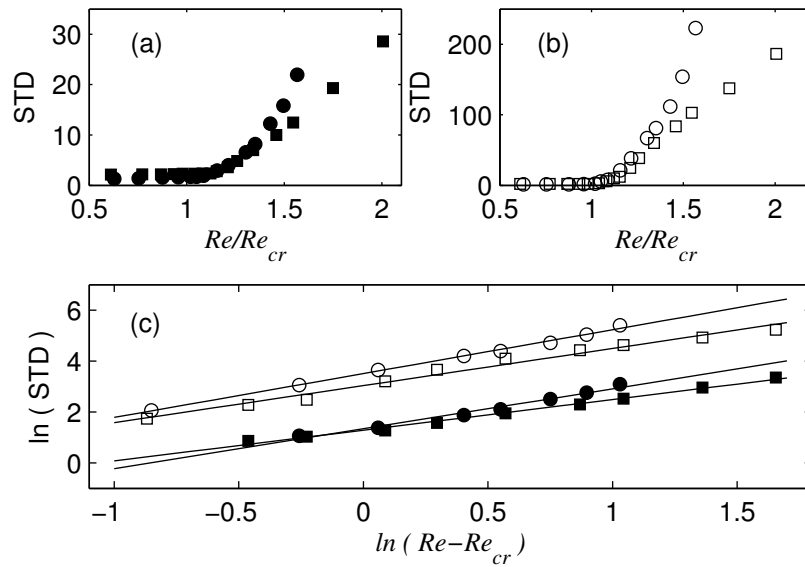 (a)
STD
30
20
10
0
0.5 1 1.5 2
Re/Re_cr
(b)
STD
200
100
0
0.5 1 1.5 2
Re/Re_cr
(c)
ln ( STD )
6
4
2
0
−1 −0.5 0 0.5 1 1.5
ln ( Re−Re_cr )